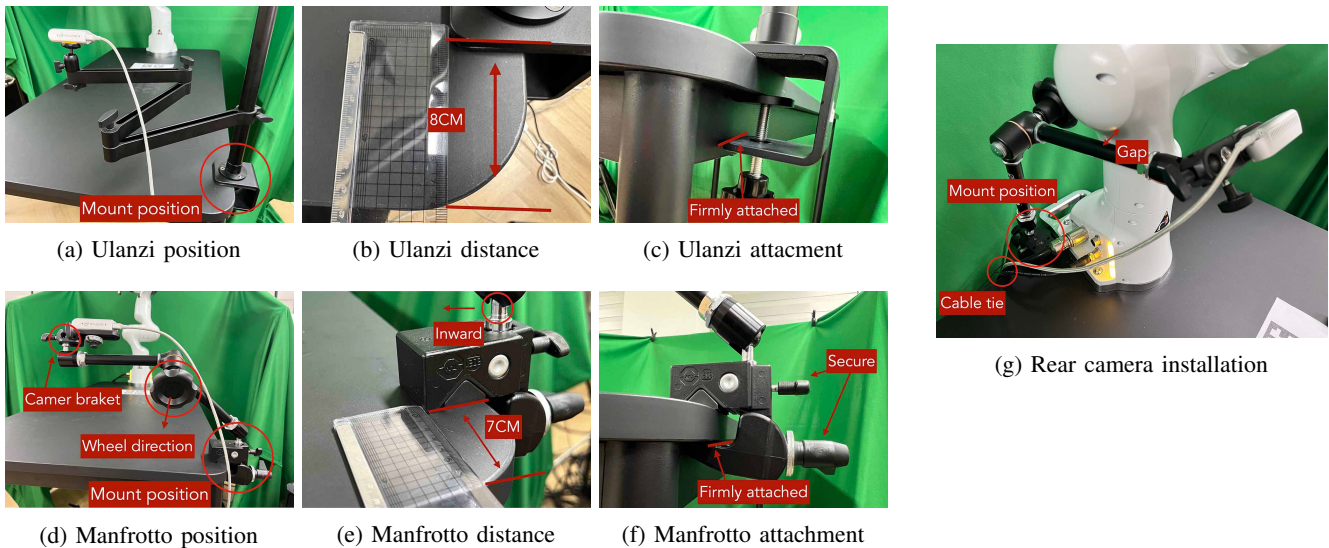 Mount position
(a) Ulanzi position
8CM
(b) Ulanzi distance
Firmly attached
(c) Ulanzi attacment
Camer braket
Wheel direction
Mount position
(d) Manfrotto position
Inward
7CM
(e) Manfrotto distance
Secure
Firmly attached
(f) Manfrotto attachment
Gap
Mount position
Cable tie
(g) Rear camera installation